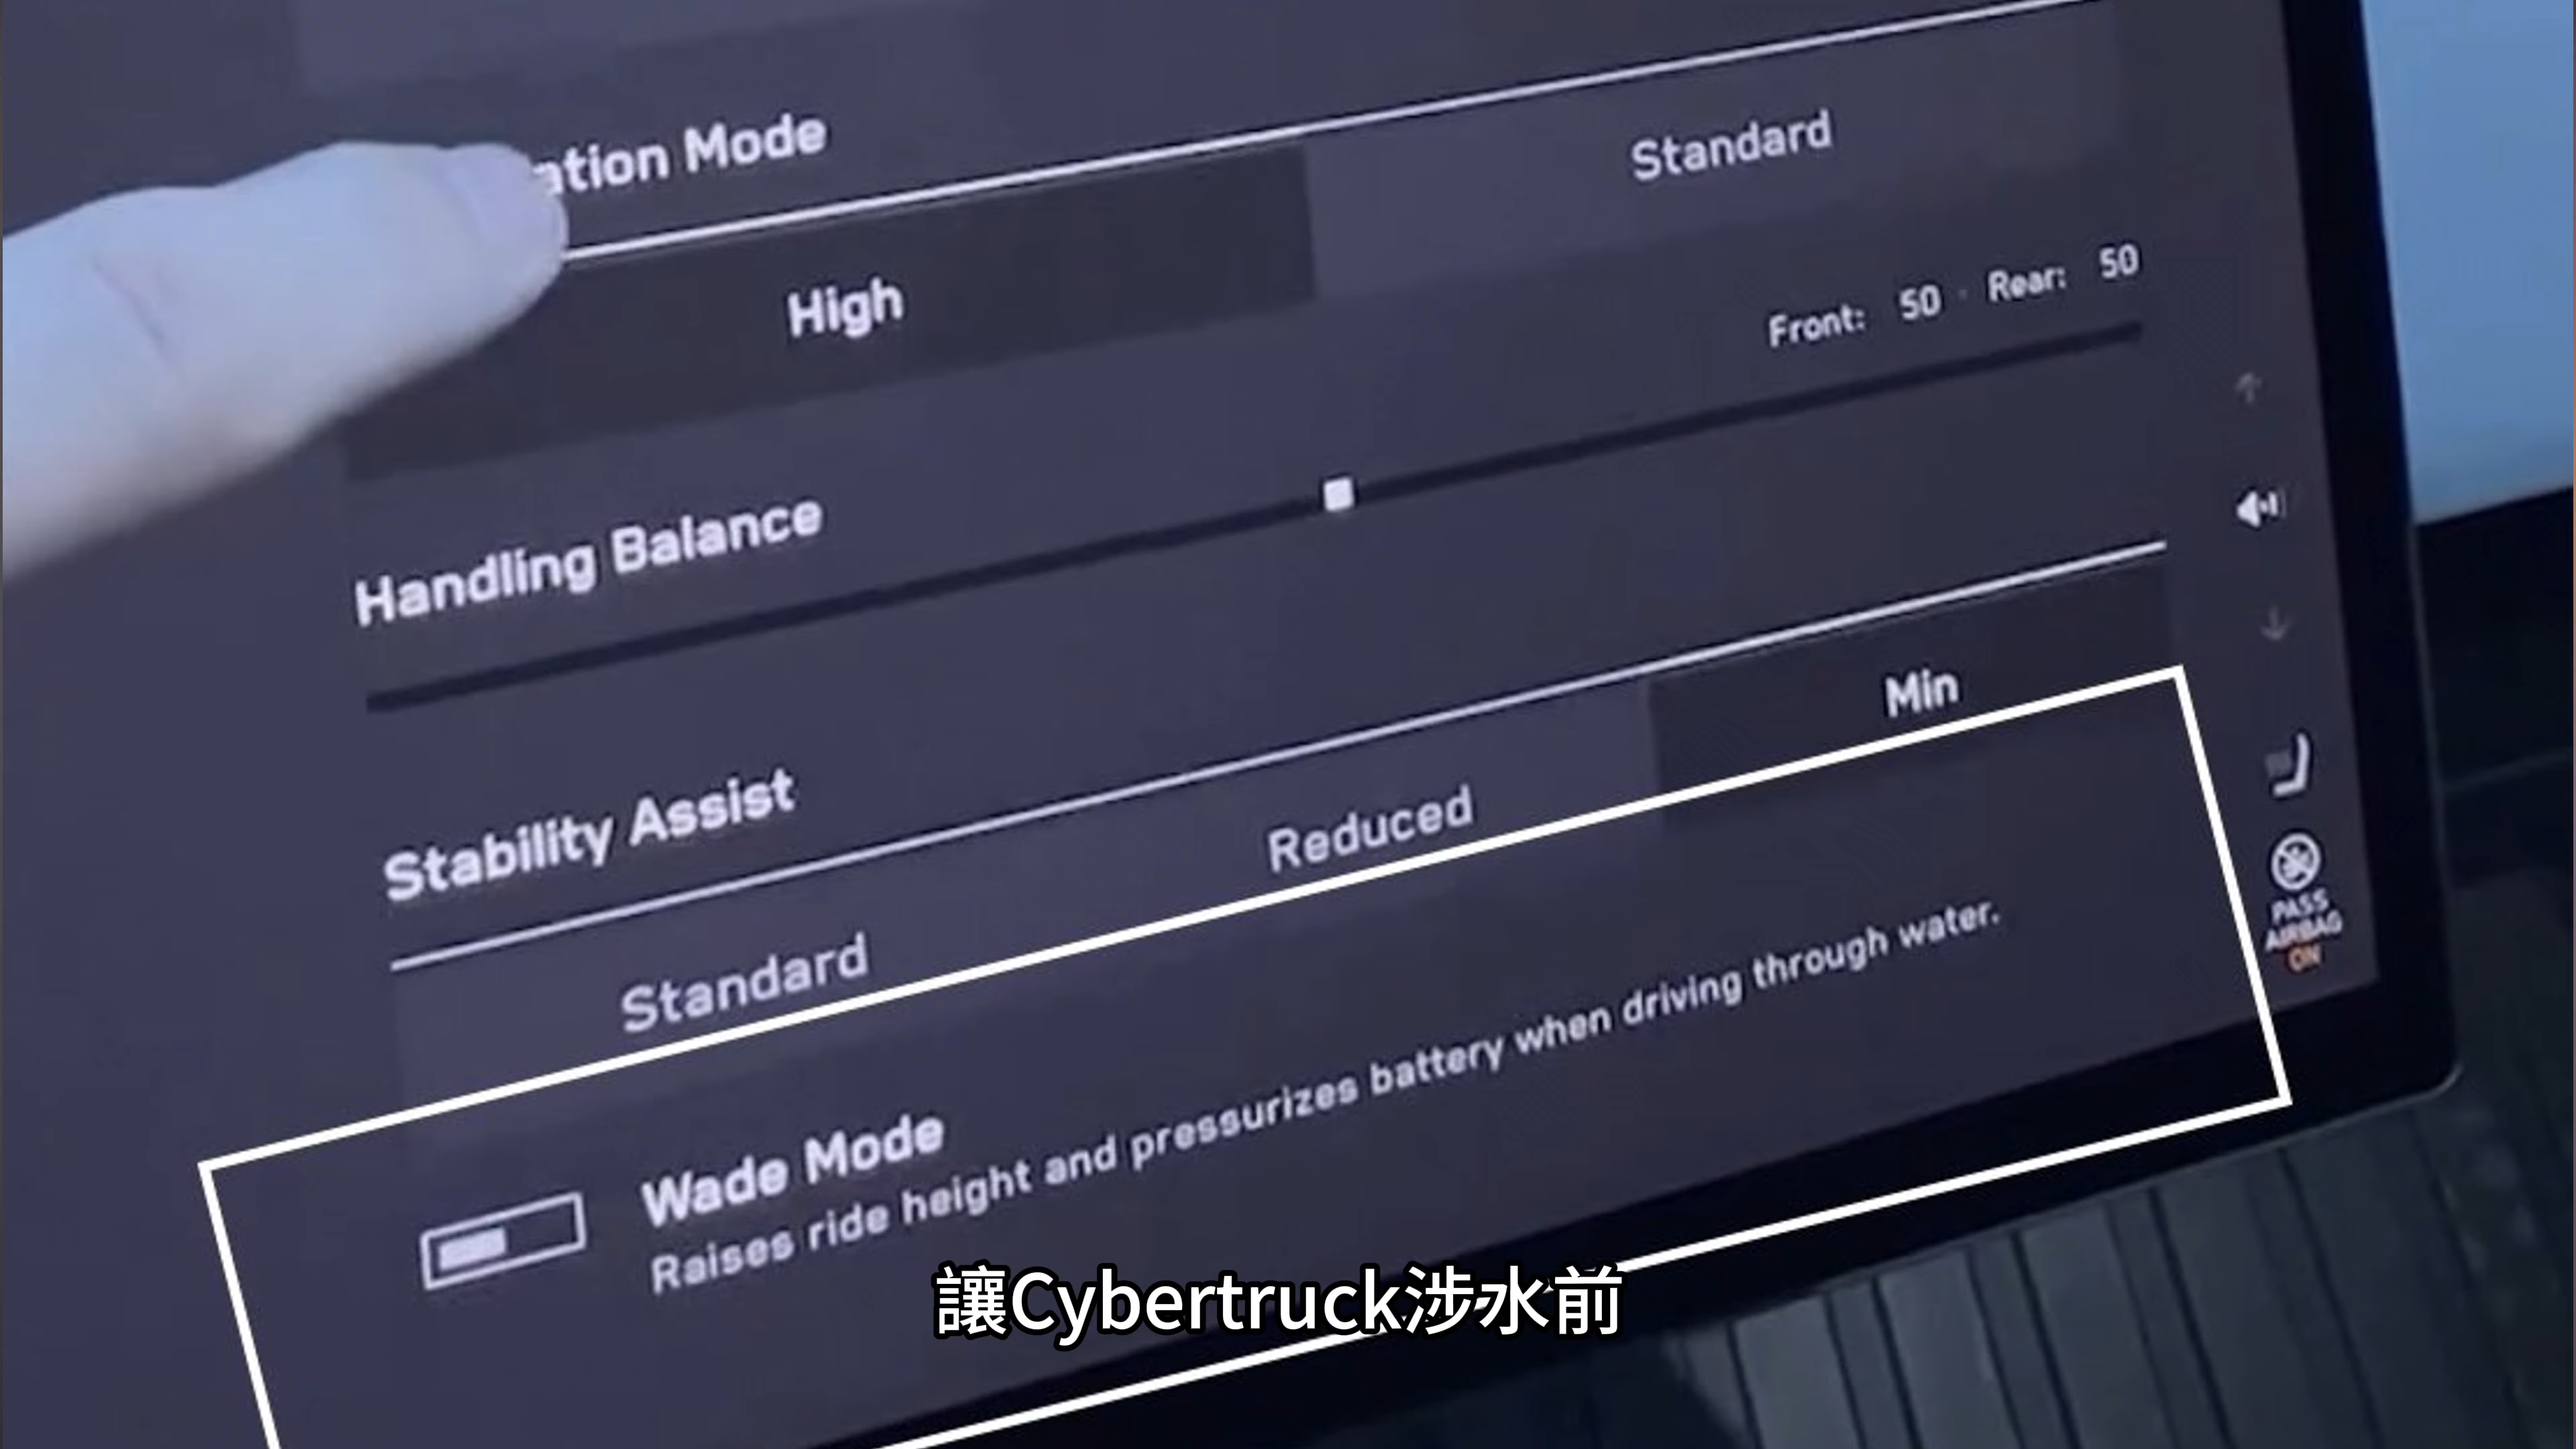 Mode
High
Standard
Handling Balance
Front: 50 · Rear: 50
Stability Assist
Standard
Reduced
Min
Wade Mode
Raises ride height and pressurizes battery when driving through water.
PASS
AIRBAG
ON
讓Cybertruck涉水前